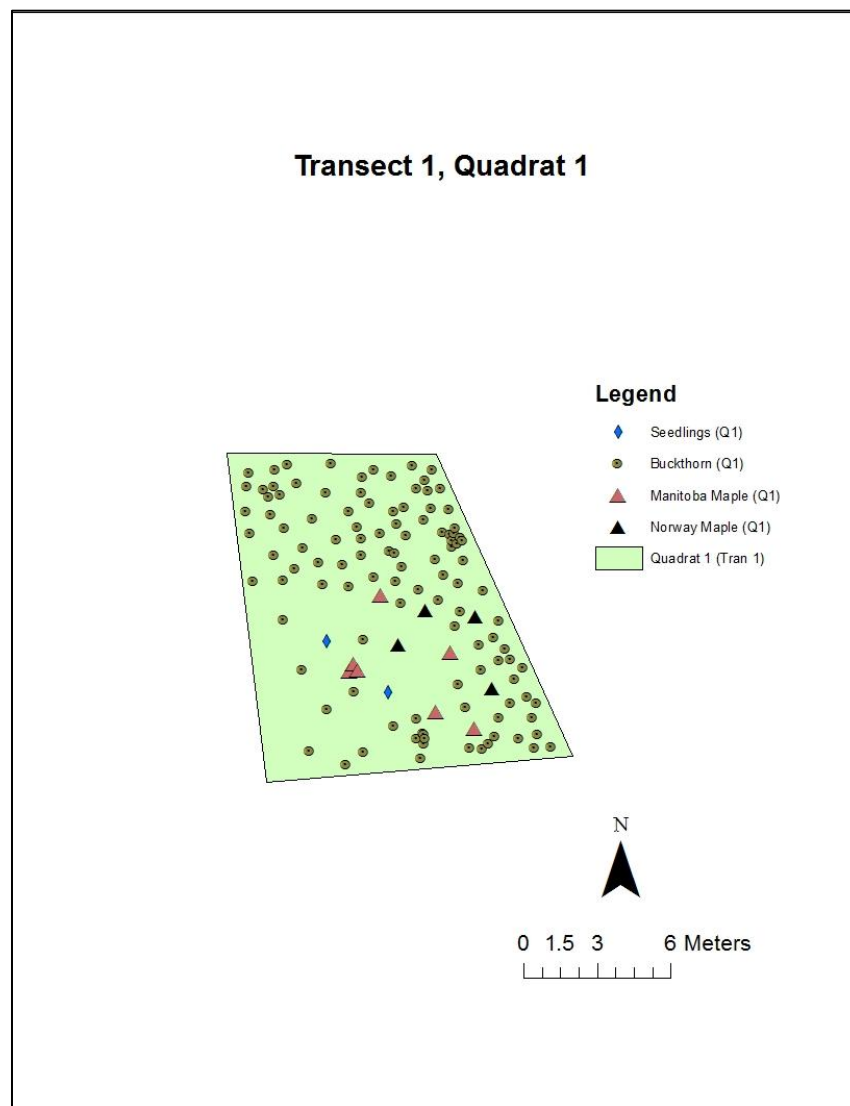 Transect 1, Quadrat 1
Legend
Seedlings (Q1)
Buckthorn (Q1)
Manitoba Maple (Q1)
Norway Maple (Q1)
Quadrat 1 (Tran 1)
N
0 1.5 3 6 Meters